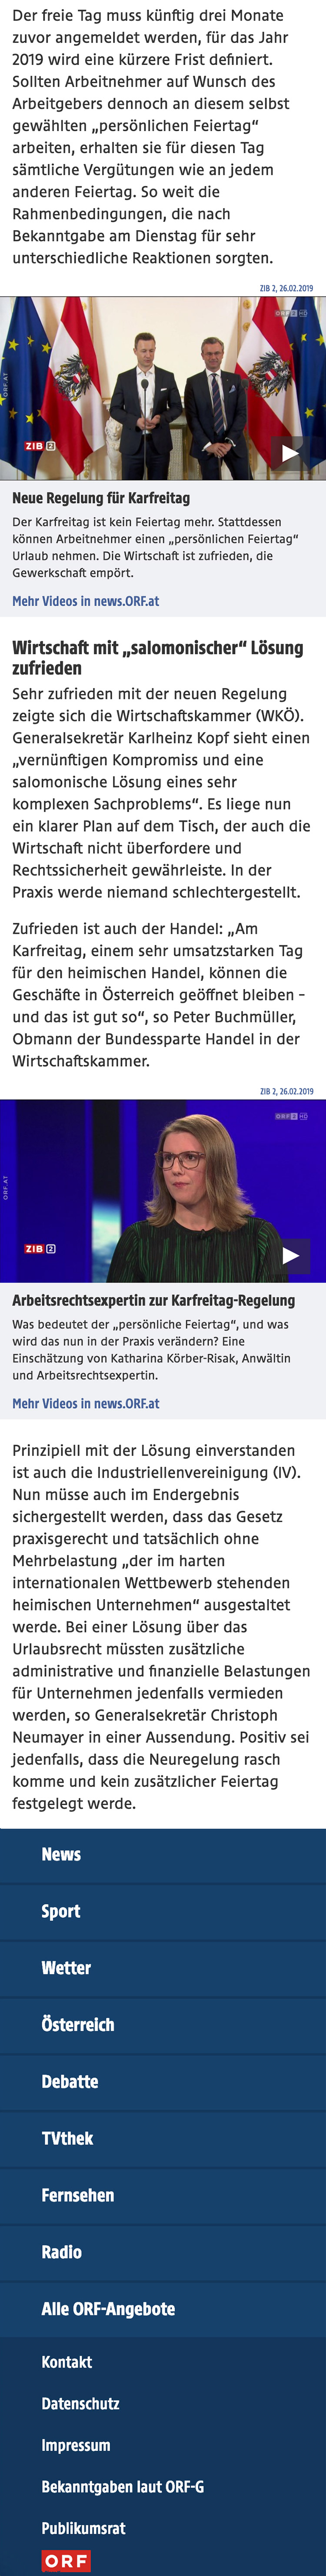 Der freie Tag muss künftig drei Monate
zuvor angemeldet werden, für das Jahr
2019 wird eine kürzere Frist definiert.
Sollten Arbeitnehmer auf Wunsch des
Arbeitgebers dennoch an diesem selbst
gewählten „persönlichen Feiertag“
arbeiten, erhalten sie für diesen Tag
sämtliche Vergütungen wie an jedem
anderen Feiertag. So weit die
Rahmenbedingungen, die nach
Bekanntgabe am Dienstag für sehr
unterschiedliche Reaktionen sorgten.
ZIB 2, 26.02.2019
ORF 2 HD
ORF.AT
ZIB 2
Neue Regelung für Karfreitag
Der Karfreitag ist kein Feiertag mehr. Stattdessen
können Arbeitnehmer einen „persönlichen Feiertag“
Urlaub nehmen. Die Wirtschaft ist zufrieden, die
Gewerkschaft empört.
Mehr Videos in news.ORF.at
Wirtschaft mit „salomonischer“ Lösung
zufrieden
Sehr zufrieden mit der neuen Regelung
zeigte sich die Wirtschaftskammer (WKÖ).
Generalsekretär Karlheinz Kopf sieht einen
„vernünftigen Kompromiss und eine
salomonische Lösung eines sehr
komplexen Sachproblems“. Es liege nun
ein klarer Plan auf dem Tisch, der auch die
Wirtschaft nicht überfordere und
Rechtssicherheit gewährleiste. In der
Praxis werde niemand schlechtergestellt.
Zufrieden ist auch der Handel: „Am
Karfreitag, einem sehr umsatzstarken Tag
für den heimischen Handel, können die
Geschäfte in Österreich geöffnet bleiben –
und das ist gut so“, so Peter Buchmüller,
Obmann der Bundessparte Handel in der
Wirtschaftskammer.
ZIB 2, 26.02.2019
ORF 2 HD
ORF.AT
ZIB 2
Arbeitsrechtsexpertin zur Karfreitag-Regelung
Was bedeutet der „persönliche Feiertag“, und was
wird das nun in der Praxis verändern? Eine
Einschätzung von Katharina Körber-Risak, Anwältin
und Arbeitsrechtsexpertin.
Mehr Videos in news.ORF.at
Prinzipiell mit der Lösung einverstanden
ist auch die Industriellenvereinigung (IV).
Nun müsse auch im Endergebnis
sichergestellt werden, dass das Gesetz
praxisgerecht und tatsächlich ohne
Mehrbelastung „der im harten
internationalen Wettbewerb stehenden
heimischen Unternehmen“ ausgestaltet
werde. Bei einer Lösung über das
Urlaubsrecht müssten zusätzliche
administrative und finanzielle Belastungen
für Unternehmen jedenfalls vermieden
werden, so Generalsekretär Christoph
Neumayer in einer Aussendung. Positiv sei
jedenfalls, dass die Neuregelung rasch
komme und kein zusätzlicher Feiertag
festgelegt werde.
News
Sport
Wetter
Österreich
Debatte
TVthek
Fernsehen
Radio
Alle ORF-Angebote
Kontakt
Datenschutz
Impressum
Bekanntgaben laut ORF-G
Publikumsrat
ORF